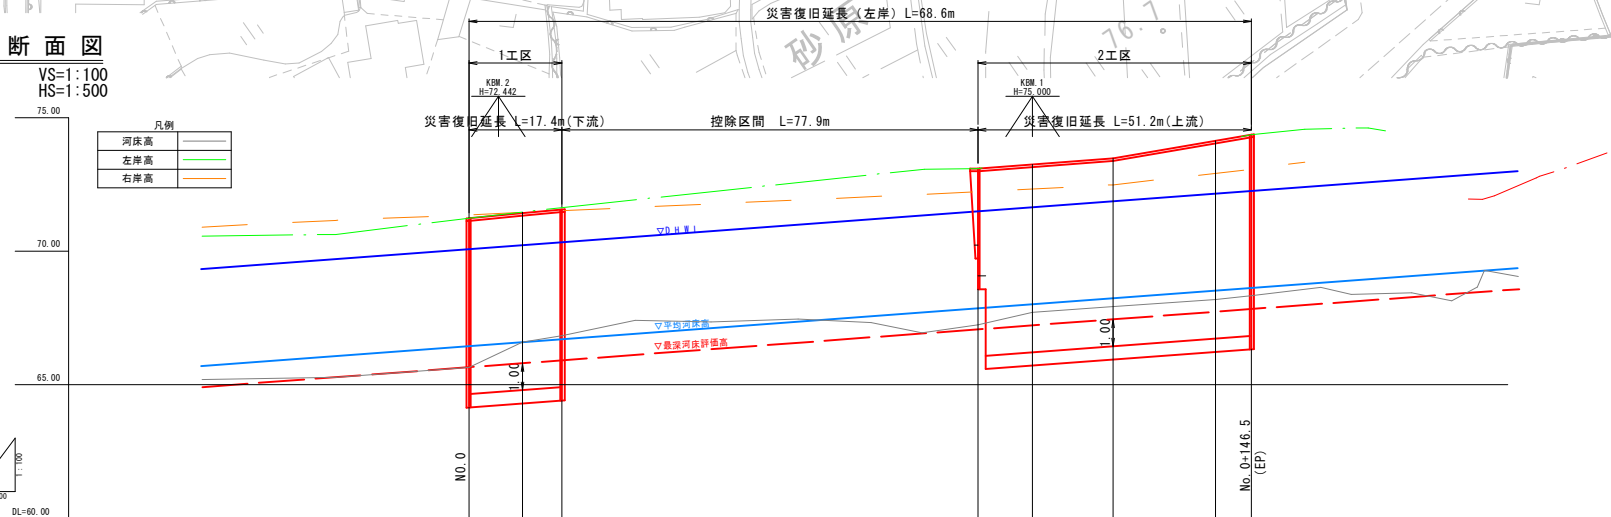 災害復旧延長（左岸）L=68.6m
砂原
76.7
断面図
1工区
2工区
VS=1:100
HS=1:500
KBM.2
H=72.442
KBM.1
H=75.000
75.00
災害復旧延長 L=17.4m(下流)
控除区間 L=77.9m
災害復旧延長 L=51.2m(上流)
凡例
河床高
左岸高
右岸高
▽D.H.W.L
70.00
▽平均河床高
▽最深河床評価高
1.00
1.00
65.00
NO.0
No.0+146.5
(EP)
1:100
00
DL=60.00